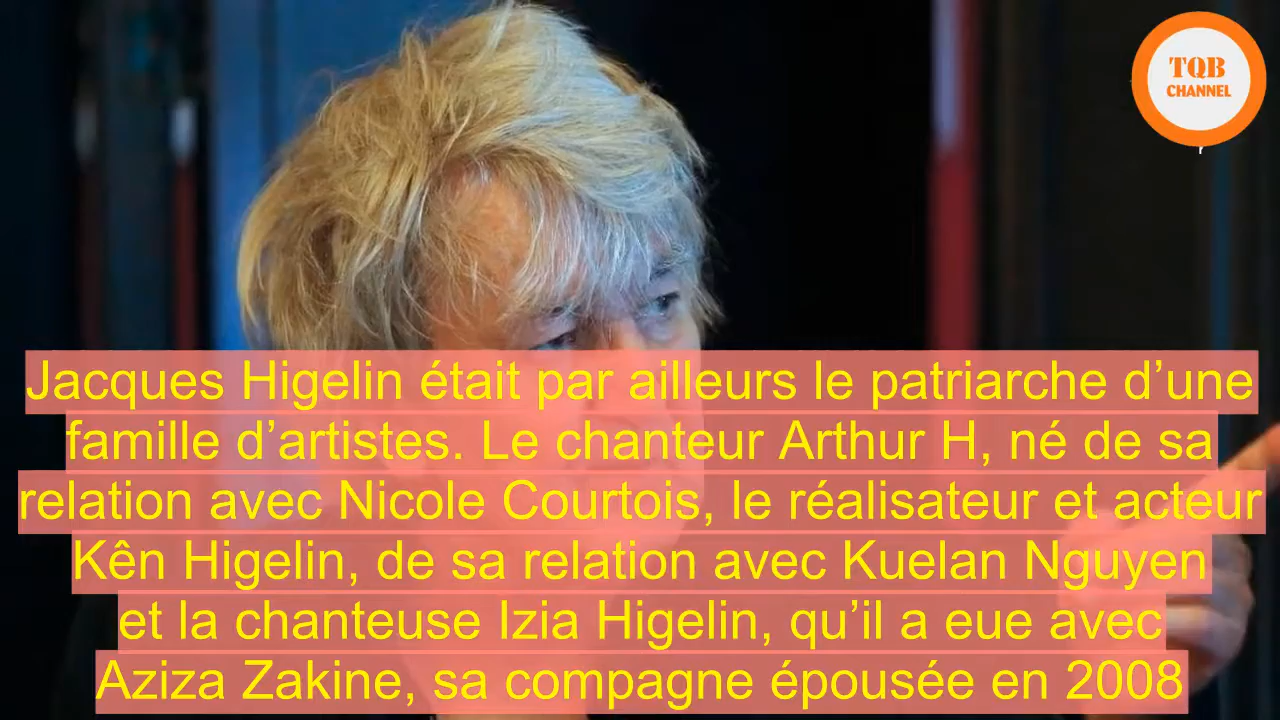 TQB
CHANNEL
Jacques Higelin était par ailleurs le patriarche d’une
famille d’artistes. Le chanteur Arthur H, né de sa
relation avec Nicole Courtois, le réalisateur et acteur
Kên Higelin, de sa relation avec Kuelan Nguyen
et la chanteuse Izia Higelin, qu’il a eue avec
Aziza Zakine, sa compagne épousée en 2008